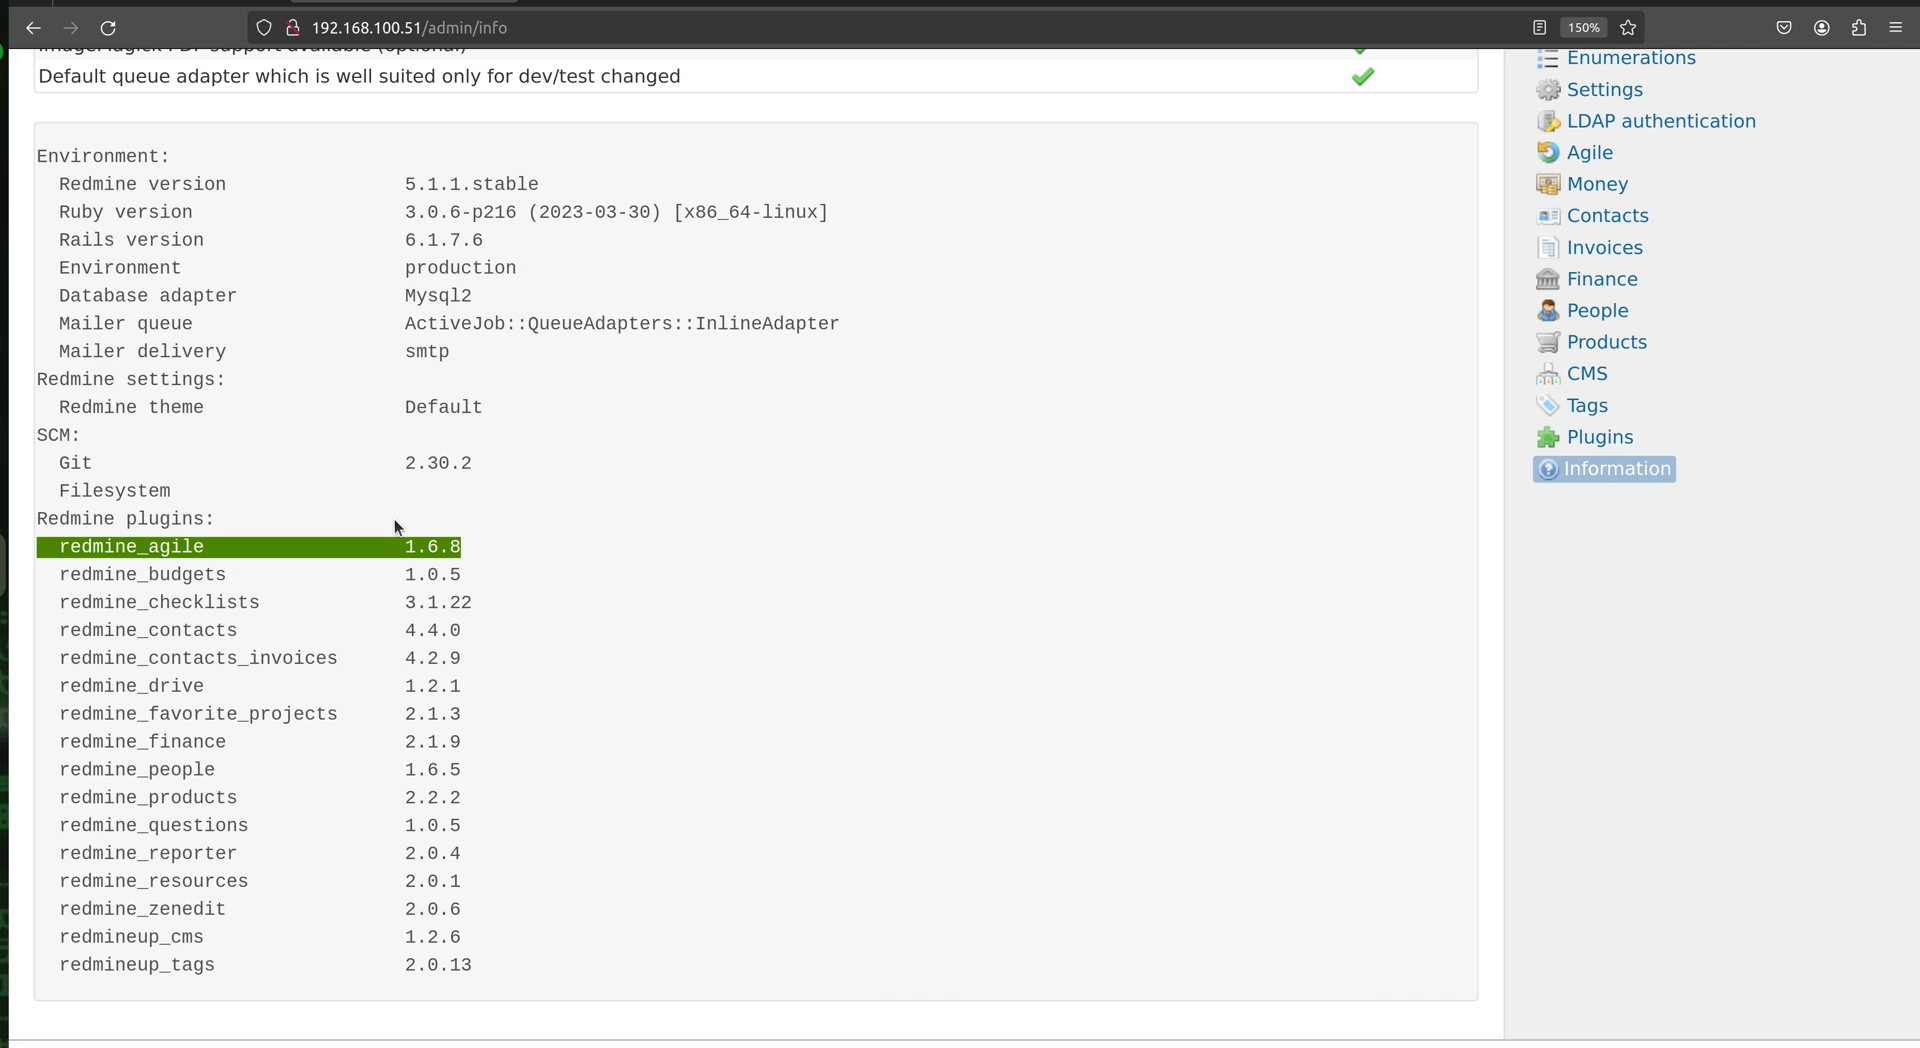 192.168.100.51/admin/info
150%
ImageMagick PDF support available (optional)
Default queue adapter which is well suited only for dev/test changed
Environment:
Redmine version 5.1.1.stable
Ruby version 3.0.6-p216 (2023-03-30) [x86_64-linux]
Rails version 6.1.7.6
Environment production
Database adapter Mysql2
Mailer queue ActiveJob::QueueAdapters::InlineAdapter
Mailer delivery smtp
Redmine settings:
Redmine theme Default
SCM:
Git 2.30.2
Filesystem
Redmine plugins:
redmine_agile 1.6.8
redmine_budgets 1.0.5
redmine_checklists 3.1.22
redmine_contacts 4.4.0
redmine_contacts_invoices 4.2.9
redmine_drive 1.2.1
redmine_favorite_projects 2.1.3
redmine_finance 2.1.9
redmine_people 1.6.5
redmine_products 2.2.2
redmine_questions 1.0.5
redmine_reporter 2.0.4
redmine_resources 2.0.1
redmine_zenedit 2.0.6
redmineup_cms 1.2.6
redmineup_tags 2.0.13
Enumerations
Settings
LDAP authentication
Agile
Money
Contacts
Invoices
Finance
People
Products
CMS
Tags
Plugins
Information